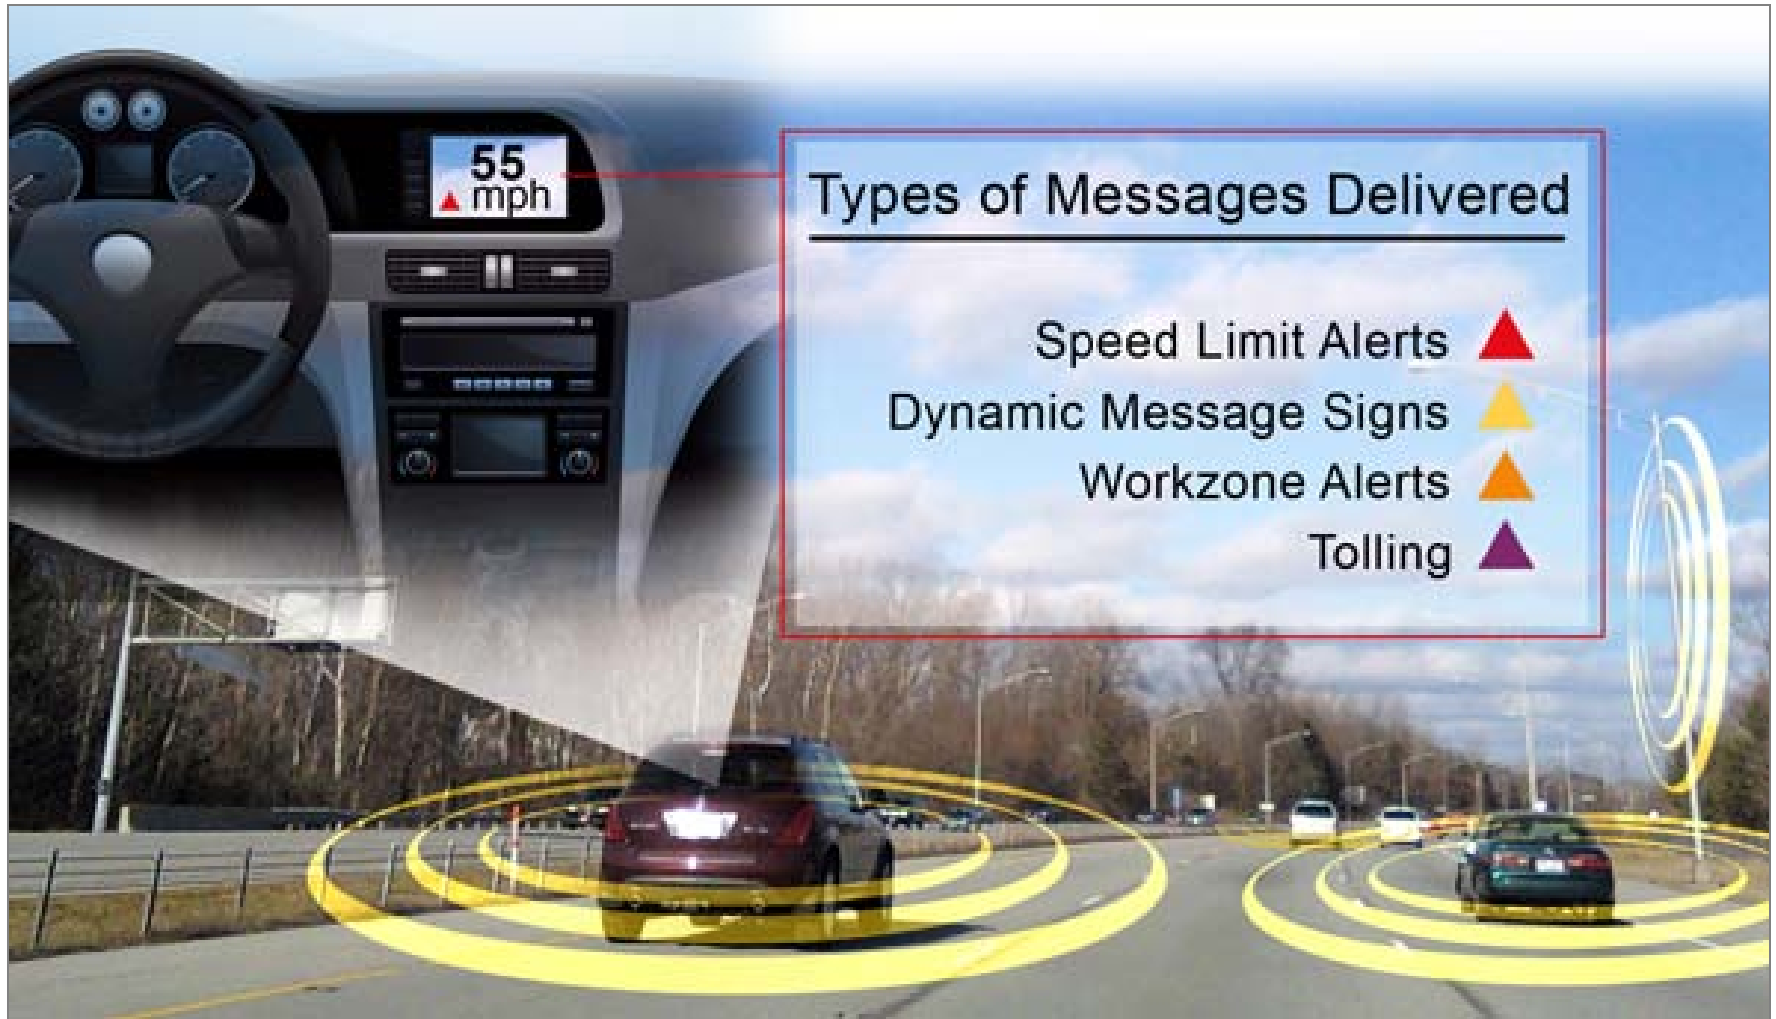 55
mph
Types of Messages Delivered
Speed Limit Alerts
Dynamic Message Signs
Workzone Alerts
Tolling